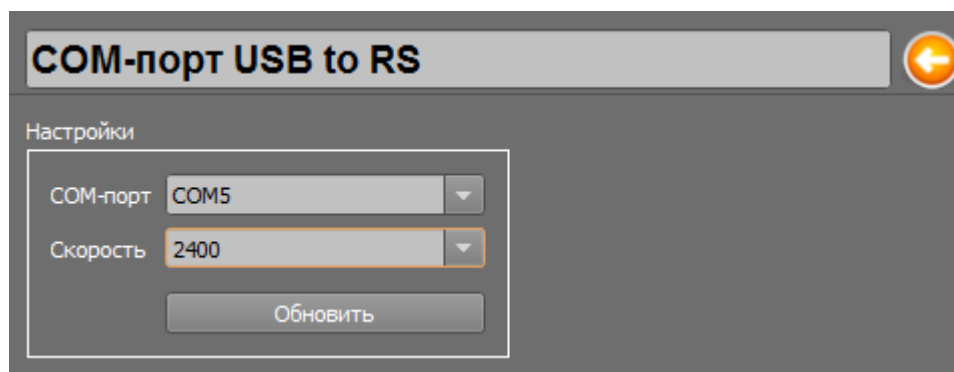 COM-порт USB to RS
Настройки
COM-порт COM5
Скорость 2400
Обновить